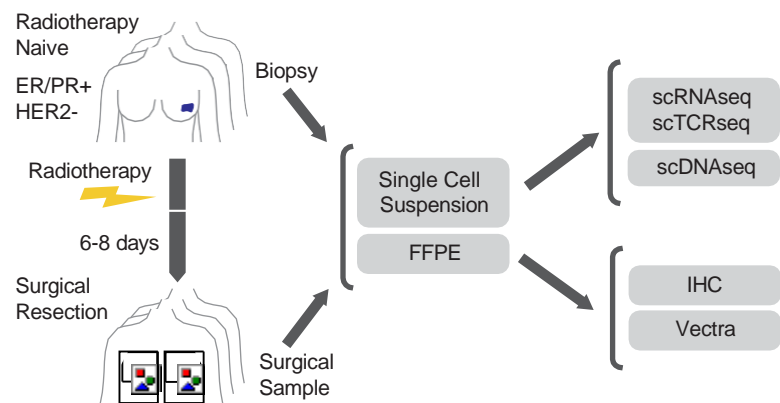 Radiotherapy
Naive
ER/PR+
HER2-
Biopsy
Radiotherapy
6-8 days
Surgical
Resection
Surgical
Sample
Single Cell
Suspension
FFPE
scRNAseq
scTCRseq
scDNAseq
IHC
Vectra